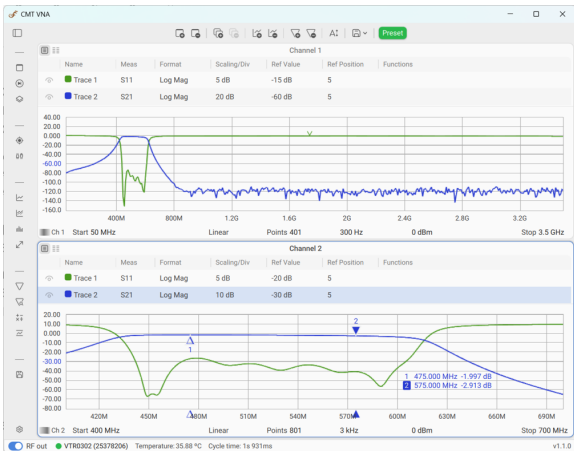 CMT VNA
Preset
Channel 1
Name Meas Format Scaling/Div Ref Value Ref Position Functions
Trace 1 S11 Log Mag 5 dB -15 dB 5
Trace 2 S21 Log Mag 20 dB -60 dB 5
40.00
20.00
0.00
-20.00
-40.00
-60.00
-80.00
-100.0
-120.0
-140.0
-160.0
400M 800M 1.2G 1.6G 2G 2.4G 2.8G 3.2G
Ch 1 Start 50 MHz Linear Points 401 300 Hz 0 dBm Stop 3.5 GHz
Channel 2
Name Meas Format Scaling/Div Ref Value Ref Position Functions
Trace 1 S11 Log Mag 5 dB -20 dB 5
Trace 2 S21 Log Mag 10 dB -30 dB 5
20.00
10.00
0.00
-10.00
-20.00
-30.00
-40.00
-50.00
-60.00
-70.00
-80.00
1
2
1 475.000 MHz -1.997 dB
2 575.000 MHz -2.913 dB
420M 450M 480M 510M 540M 570M 600M 630M 660M 690M
Ch 2 Start 400 MHz Linear Points 801 3 kHz 0 dBm Stop 700 MHz
RF out VTR0302 (25378206) Temperature: 35.88 °C Cycle time: 1s 931ms v1.1.0